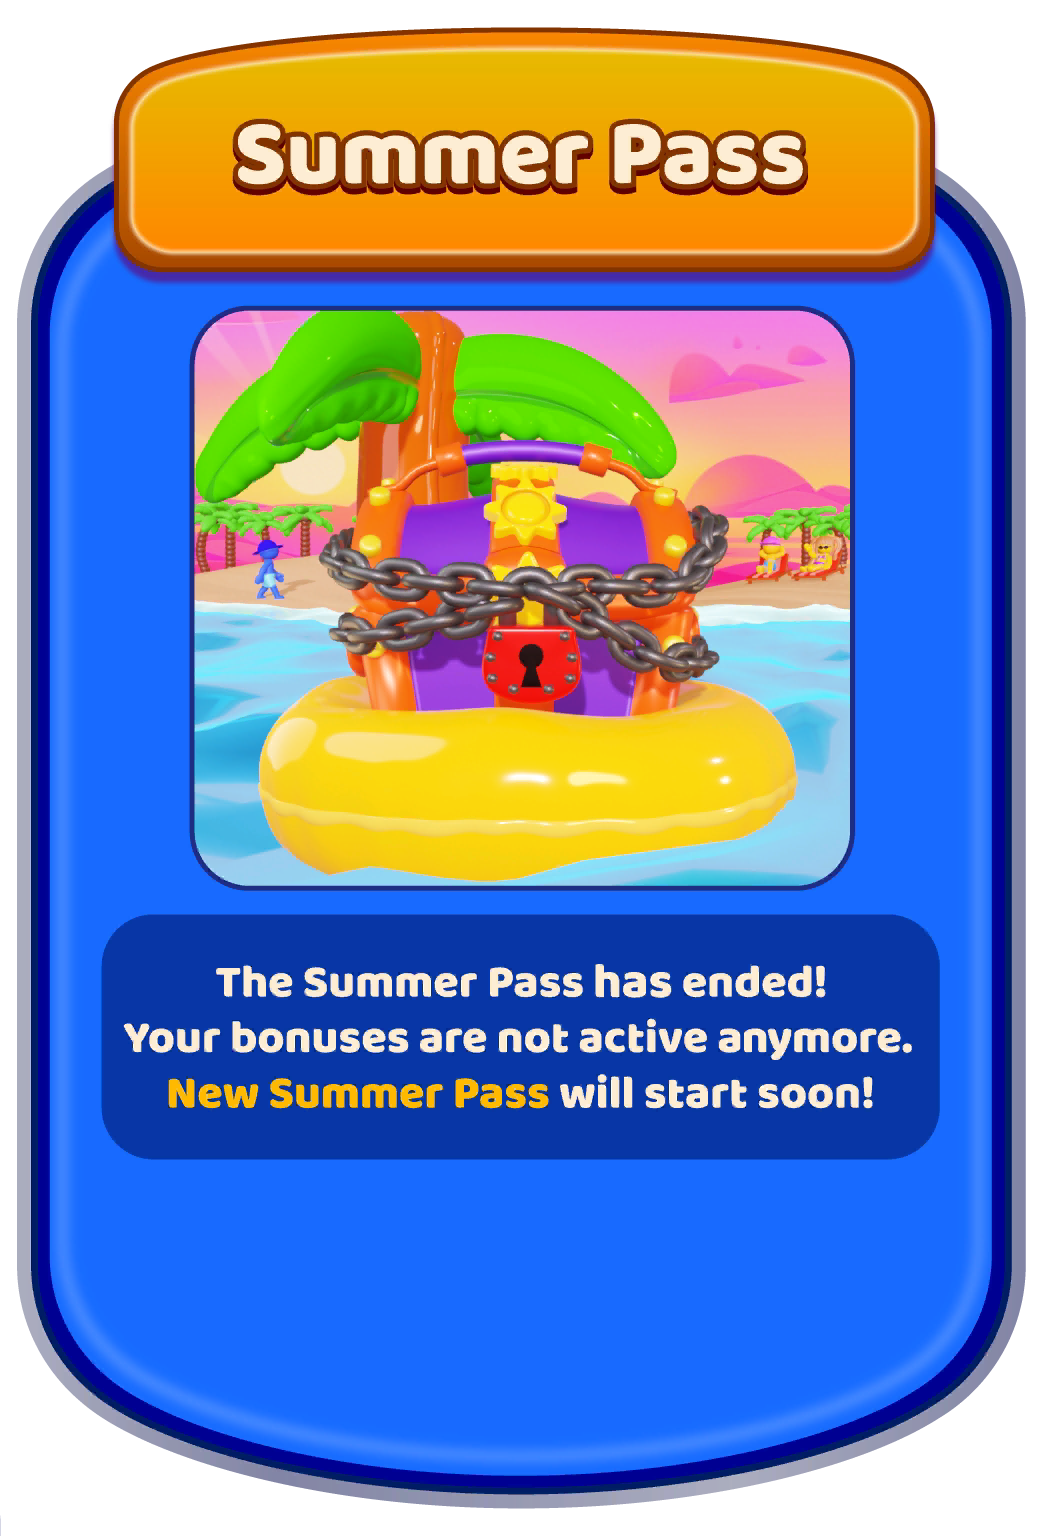 Summer Pass
The Summer Pass has ended!
Your bonuses are not active anymore.
New Summer Pass will start soon!